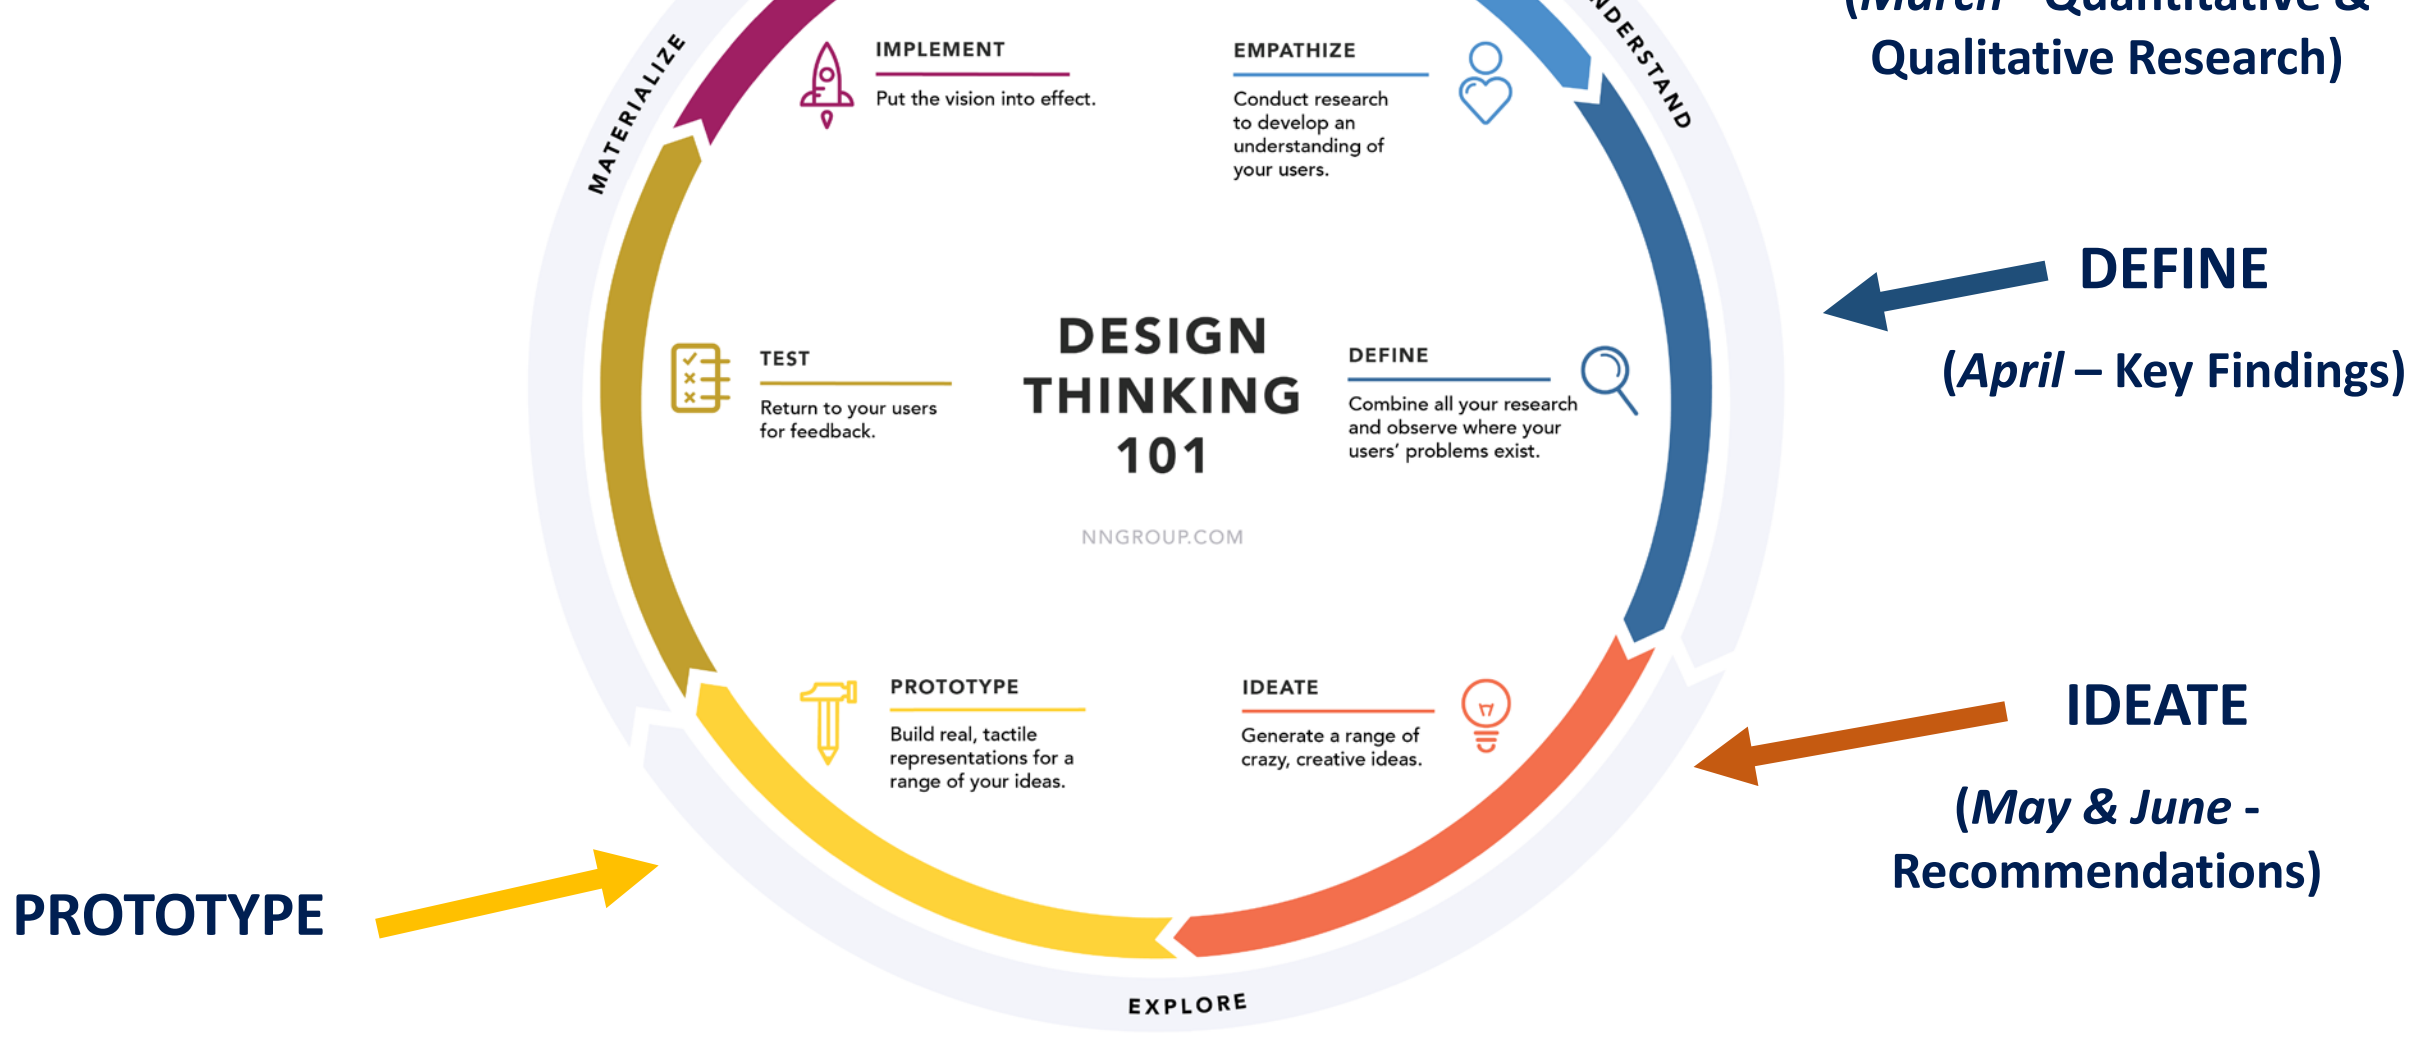 (March - Quantitative &
Qualitative Research)
MATERIALIZE
IMPLEMENT
Put the vision into effect.
EMPATHIZE
Conduct research
to develop an
understanding of
your users.
DEFINE
(April – Key Findings)
TEST
Return to your users
for feedback.
DESIGN
THINKING
101
NNGROUP.COM
DEFINE
Combine all your research
and observe where your
users' problems exist.
PROTOTYPE
Build real, tactile
representations for a
range of your ideas.
IDEATE
Generate a range of
crazy, creative ideas.
IDEATE
(May & June -
Recommendations)
PROTOTYPE
EXPLORE